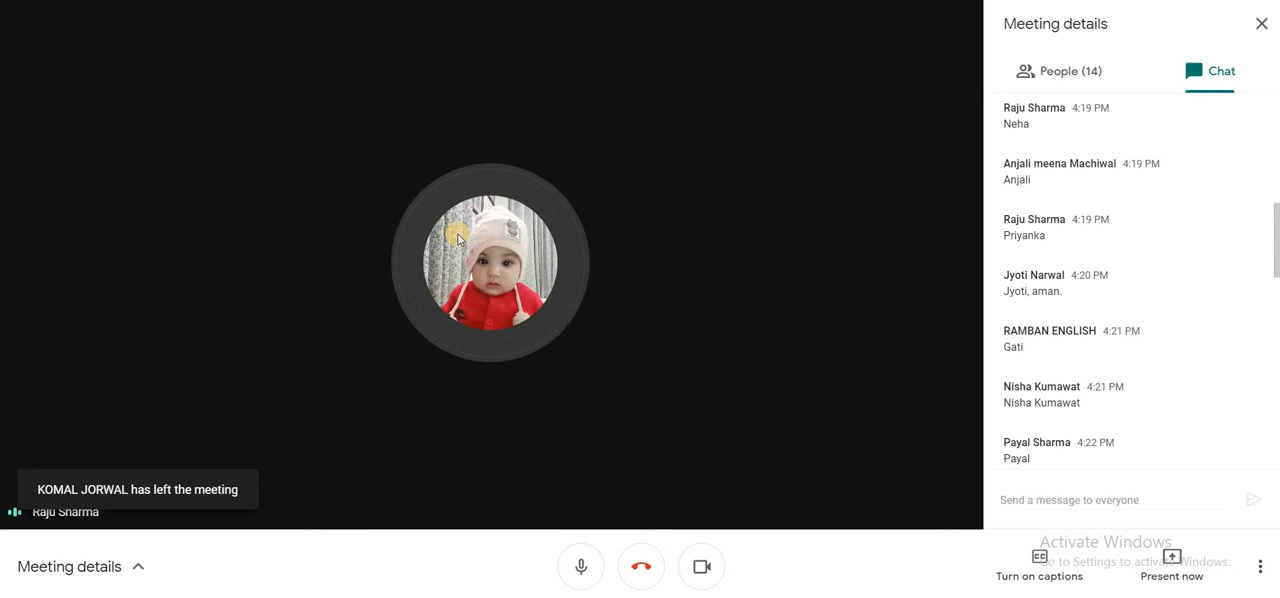 Meeting details
People (14)
Chat
Raju Sharma 4:19 PM
Neha
Anjali meena Machiwal 4:19 PM
Anjali
Raju Sharma 4:19 PM
Priyanka
Jyoti Narwal 4:20 PM
Jyoti, aman.
RAMBAN ENGLISH 4:21 PM
Gati
Nisha Kumawat 4:21 PM
Nisha Kumawat
Payal Sharma 4:22 PM
Payal
KOMAL JORWAL has left the meeting
Raju Sharma
Send a message to everyone
Activate Windows
Go to Settings to activate Windows.
Meeting details
CC
Turn on captions
Present now